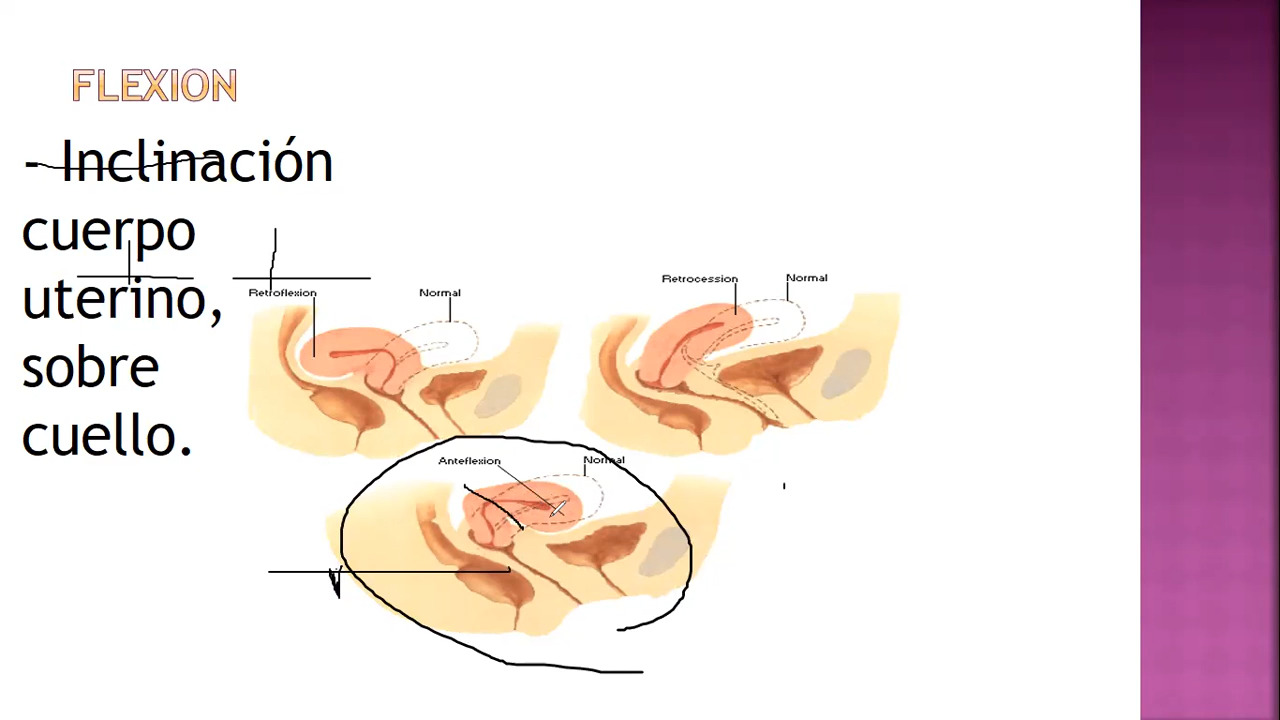 FLEXION
- Inclinación
cuerpo
uterino,
sobre
cuello.
Retroflexion
Normal
Retrocession
Normal
Anteflexion
Normal